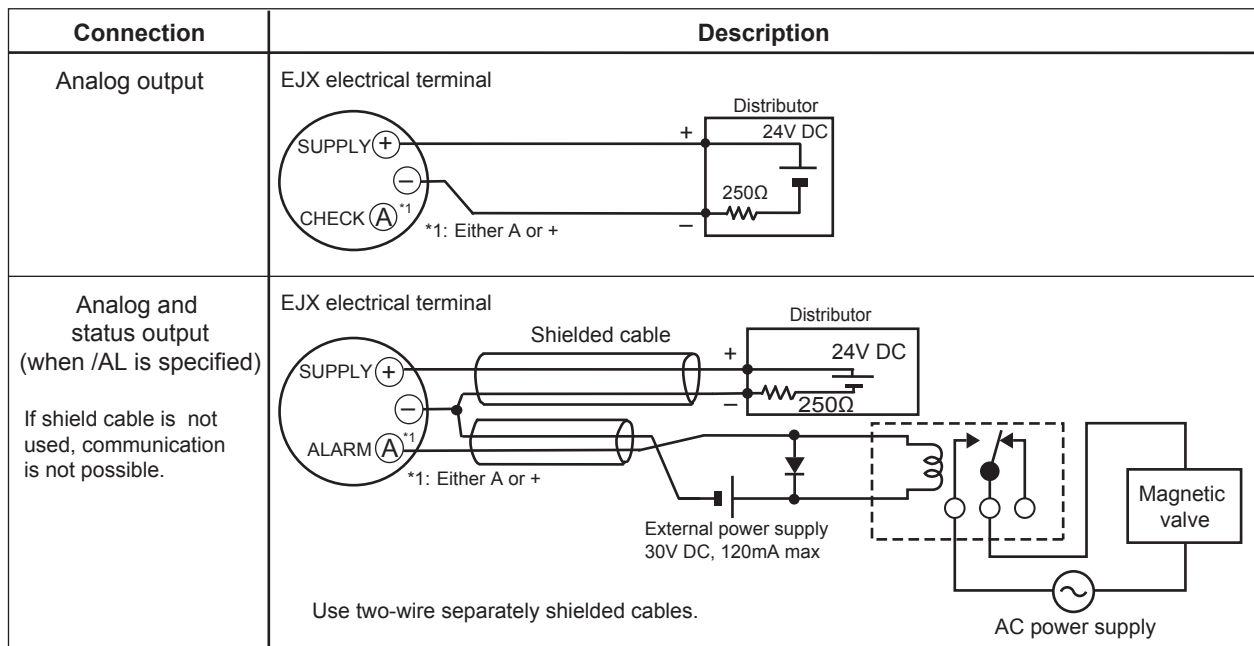 Connection
Description
Analog output
EJX electrical terminal
Distributor
SUPPLY +
+
24V DC
–
250Ω
CHECK A *1
–
*1: Either A or +
Analog and
status output
(when /AL is specified)
If shield cable is not
used, communication
is not possible.
EJX electrical terminal
Shielded cable
Distributor
SUPPLY +
+
24V DC
–
–
250Ω
ALARM A *1
*1: Either A or +
External power supply
30V DC, 120mA max
Magnetic
valve
Use two-wire separately shielded cables.
AC power supply